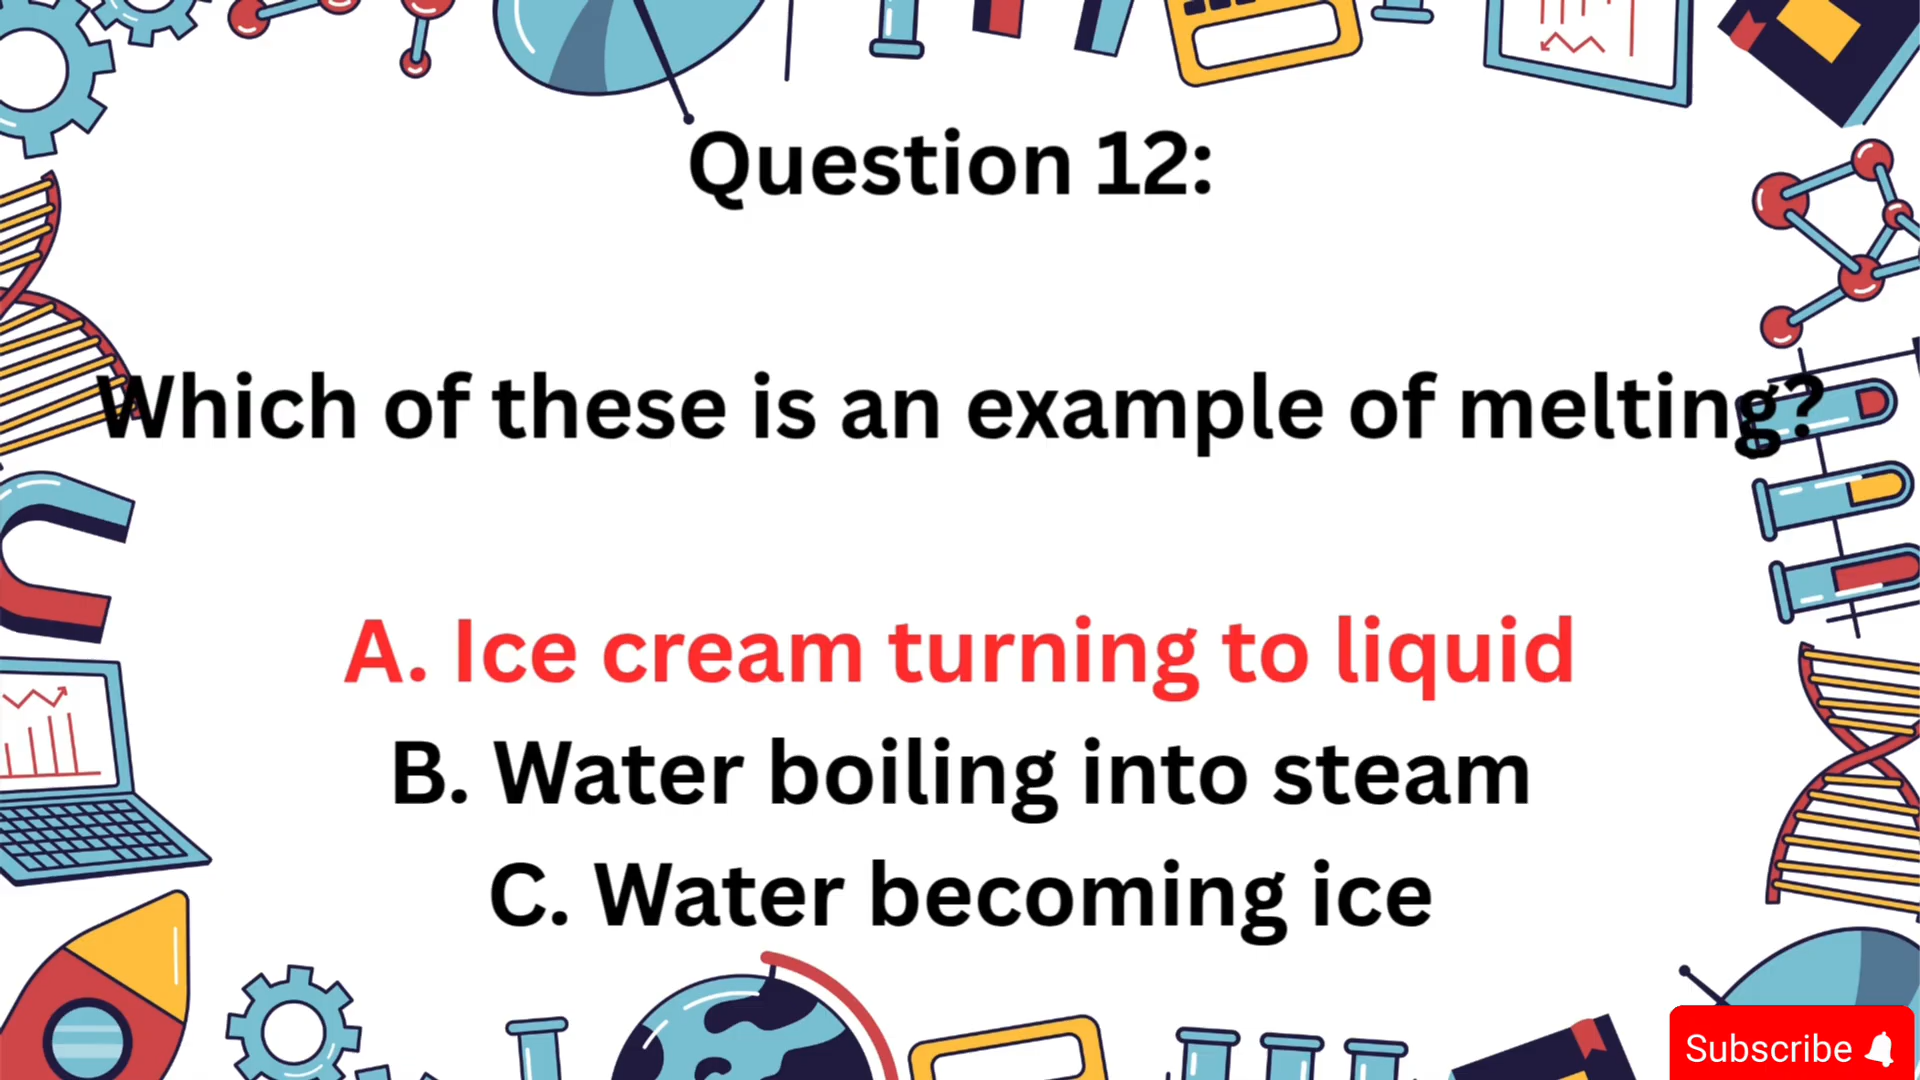 Question 12:
Which of these is an example of melting?
A. Ice cream turning to liquid
B. Water boiling into steam
C. Water becoming ice
Subscribe